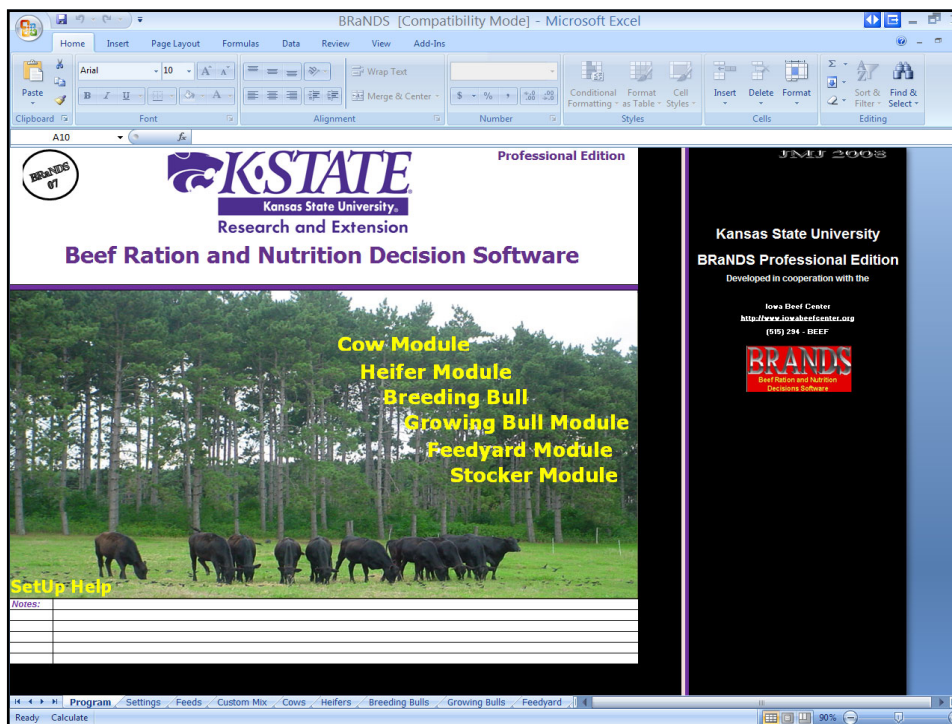 BRaNDS [Compatibility Mode] - Microsoft Excel
Home Insert Page Layout Formulas Data Review View Add-Ins
Paste
Arial 10 A A
Wrap Text
B I U A
Merge & Center
$ % ,
Conditional Formatting
Format as Table
Cell Styles
Insert Delete Format
Σ
Sort & Filter
Find & Select
Clipboard Font Alignment Number Styles Cells Editing
A10 fx
BRaNDS
07
K-STATE
Kansas State University
Research and Extension
Professional Edition
Beef Ration and Nutrition Decision Software
Cow Module
Heifer Module
Breeding Bull
Growing Bull Module
Feedyard Module
Stocker Module
SetUp Help
Notes:
JMJ 2008
Kansas State University
BRaNDS Professional Edition
Developed in cooperation with the
Iowa Beef Center
http://www.iowabeefcenter.org
(515) 294 - BEEF
BRANDS
Beef Ration and Nutrition
Decisions Software
Program Settings Feeds Custom Mix Cows Heifers Breeding Bulls Growing Bulls Feedyard
Ready Calculate 90%